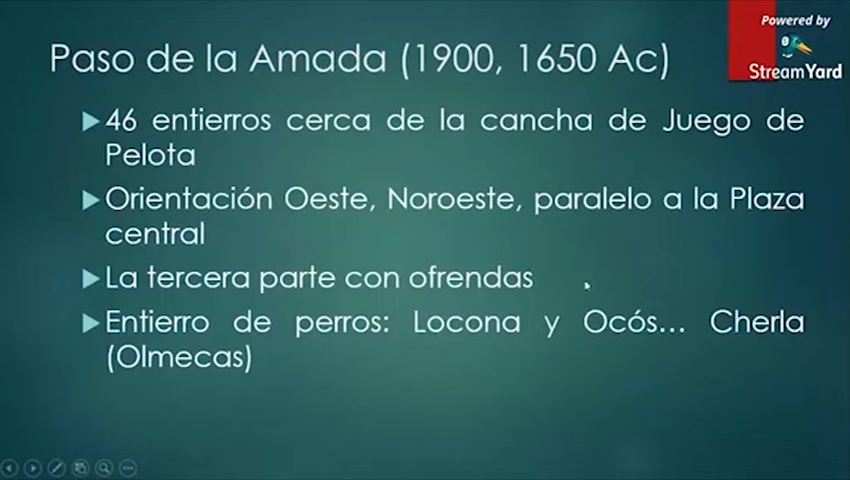 Powered by
StreamYard
Paso de la Amada (1900, 1650 Ac)
46 entierros cerca de la cancha de Juego de
Pelota
Orientación Oeste, Noroeste, paralelo a la Plaza
central
La tercera parte con ofrendas
Entierro de perros: Locona y Ocós... Cherla
(Olmecas)